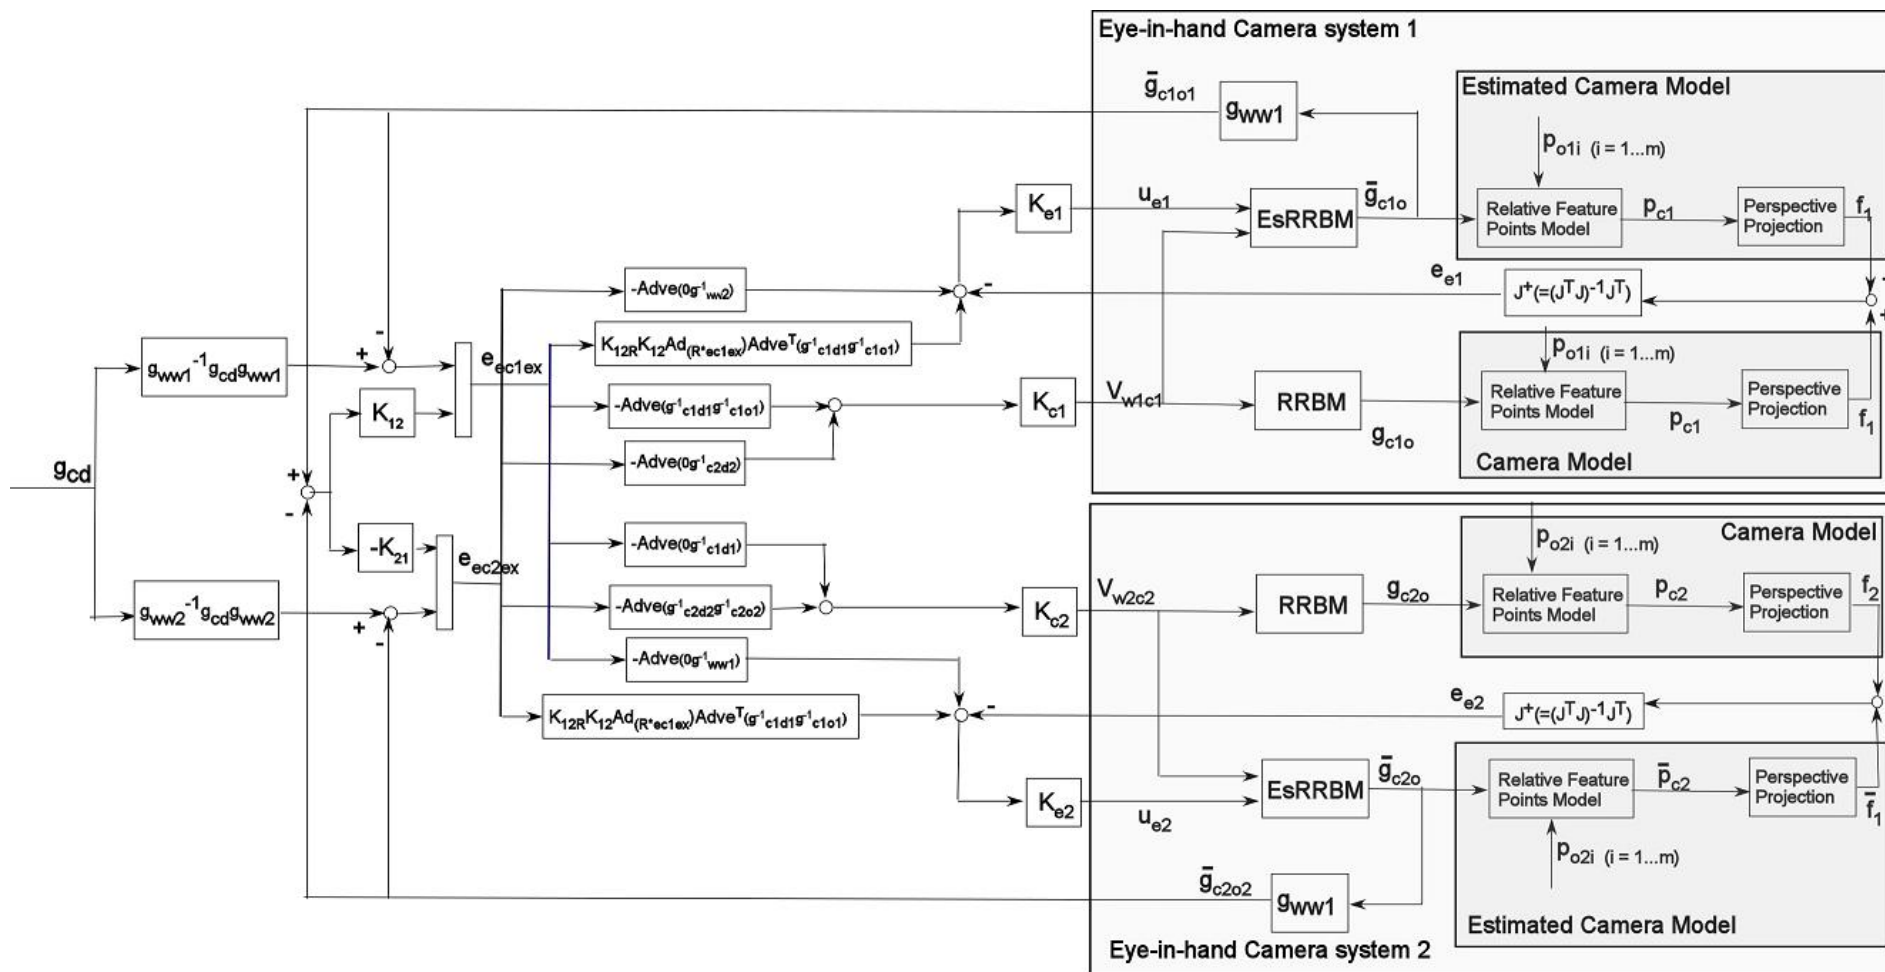 Eye-in-hand Camera system 1
g̅c1o1
gww1
Estimated Camera Model
po1i (i = 1...m)
Ke1
ue1
EsRRBM
g̅c1o
Relative Feature
Points Model
pc1
Perspective
Projection
f1
-Adve(0g⁻¹ww2)
-
ee1
J⁺(=(JᵀJ)⁻¹Jᵀ)
-
+
K12RK12Ad(R*ec1ex)Adveᵀ(g⁻¹c1d1g⁻¹c1o1)
po1i (i = 1...m)
gww1⁻¹gcdgww1
+
-
eec1ex
K12
-Adve(g⁻¹c1d1g⁻¹c1o1)
Kc1
Vw1c1
RRBM
gc1o
Relative Feature
Points Model
pc1
Perspective
Projection
f1
Camera Model
-Adve(0g⁻¹c2d2)
gcd
+
-
-K21
eec2ex
-Adve(0g⁻¹c1d1)
po2i (i = 1...m)
Camera Model
gww2⁻¹gcdgww2
+
-
-Adve(g⁻¹c2d2g⁻¹c2o2)
Kc2
Vw2c2
RRBM
gc2o
Relative Feature
Points Model
pc2
Perspective
Projection
f2
-Adve(0g⁻¹ww1)
K12RK12Ad(R*ec1ex)Adveᵀ(g⁻¹c1d1g⁻¹c1o1)
-
ee2
J⁺(=(JᵀJ)⁻¹Jᵀ)
Ke2
ue2
EsRRBM
g̅c2o
Relative Feature
Points Model
p̅c2
Perspective
Projection
f̅1
po2i (i = 1...m)
g̅c2o2
gww1
Estimated Camera Model
Eye-in-hand Camera system 2